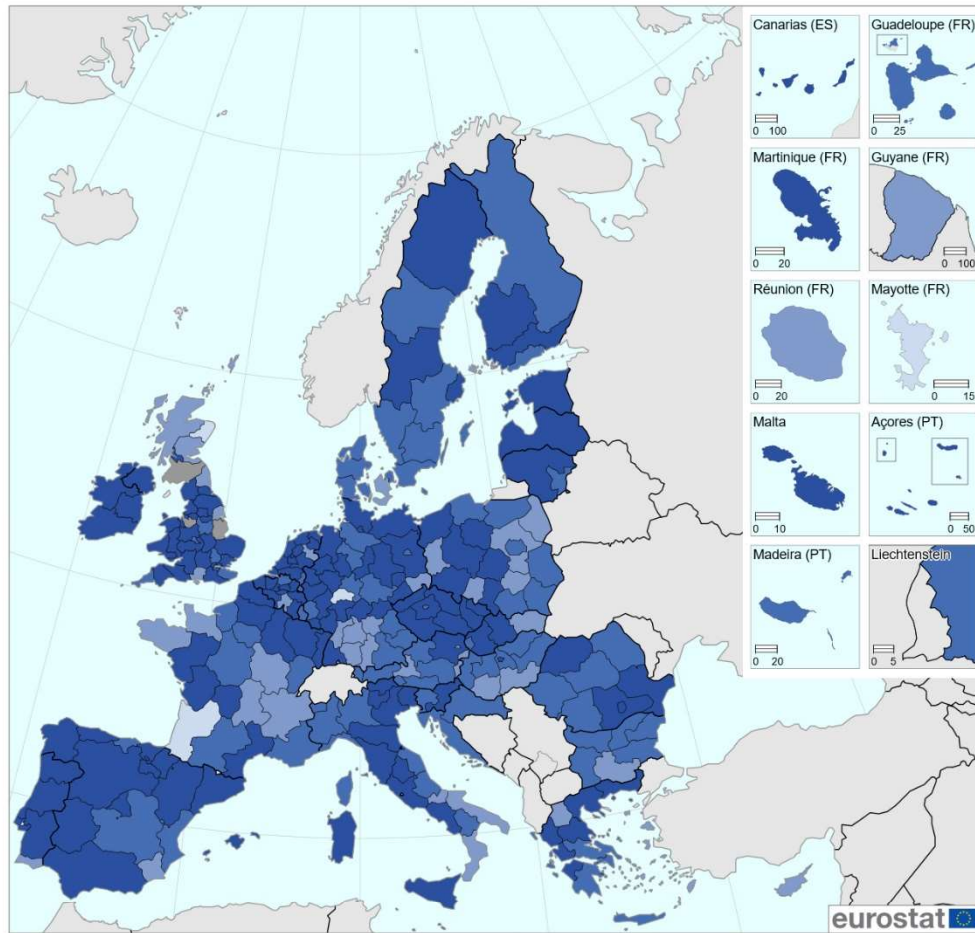 Canarias (ES)
0 100
Guadeloupe (FR)
0 25
Martinique (FR)
0 20
Guyane (FR)
0 100
Réunion (FR)
0 20
Mayotte (FR)
0 15
Malta
0 10
Açores (PT)
0 50
Madeira (PT)
0 20
Liechtenstein
0 5
eurostat